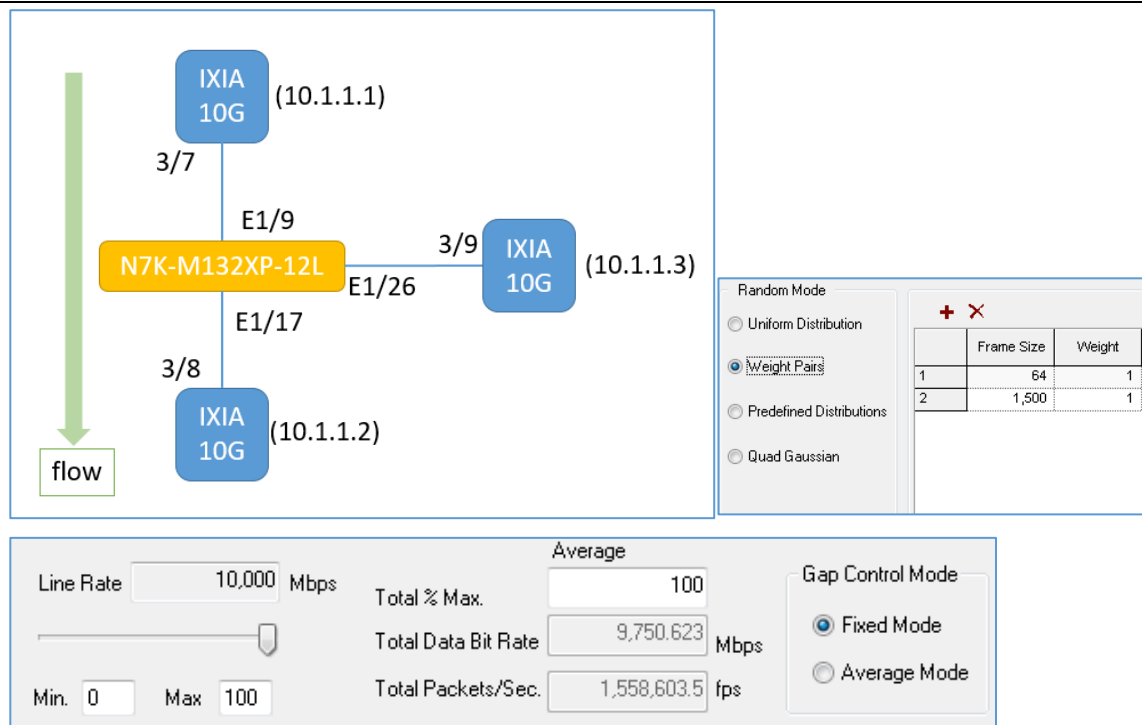 IXIA
10G
(10.1.1.1)
3/7
E1/9
N7K-M132XP-12L
3/9
IXIA
10G
(10.1.1.3)
E1/26
E1/17
3/8
IXIA
10G
(10.1.1.2)
flow
Random Mode
Uniform Distribution
Weight Pairs
Predefined Distributions
Quad Gaussian
Frame Size Weight
1 64 1
2 1,500 1
Average
Line Rate 10,000 Mbps
Total % Max. 100
Total Data Bit Rate 9,750.623 Mbps
Total Packets/Sec. 1,558,603.5 fps
Min. 0 Max 100
Gap Control Mode
Fixed Mode
Average Mode